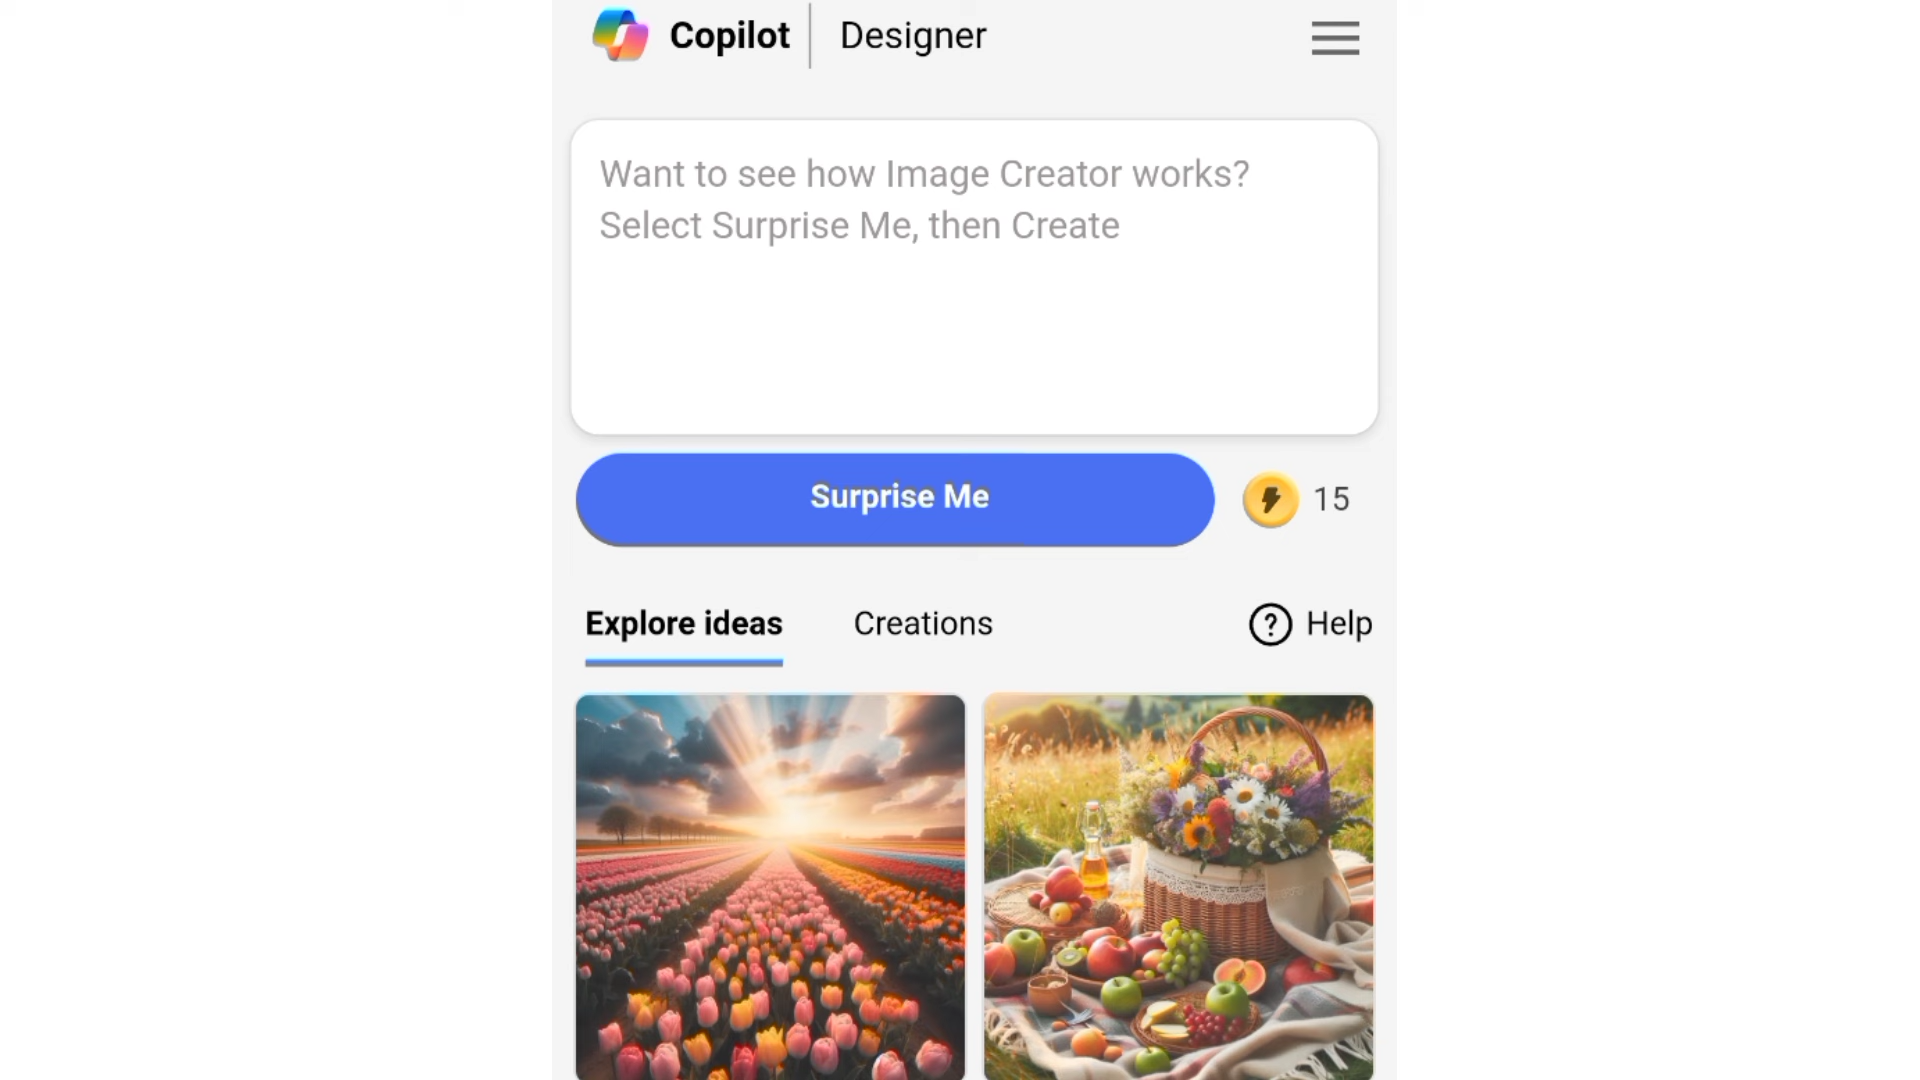 Copilot | Designer
Want to see how Image Creator works?
Select Surprise Me, then Create
Surprise Me
15
Explore ideas
Creations
? Help